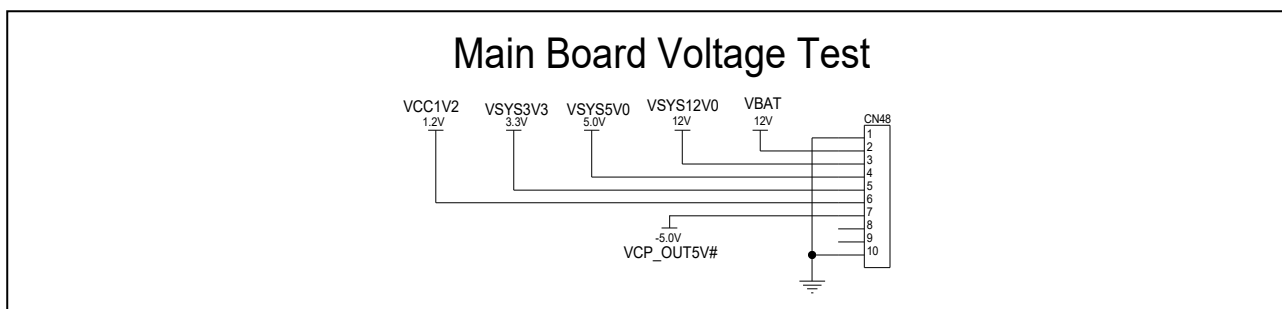 Main Board Voltage Test
VCC1V2
1.2V
VSYS3V3
3.3V
VSYS5V0
5.0V
VSYS12V0
12V
VBAT
12V
CN48
1
2
3
4
5
6
7
8
9
10
-5.0V
VCP_OUT5V#